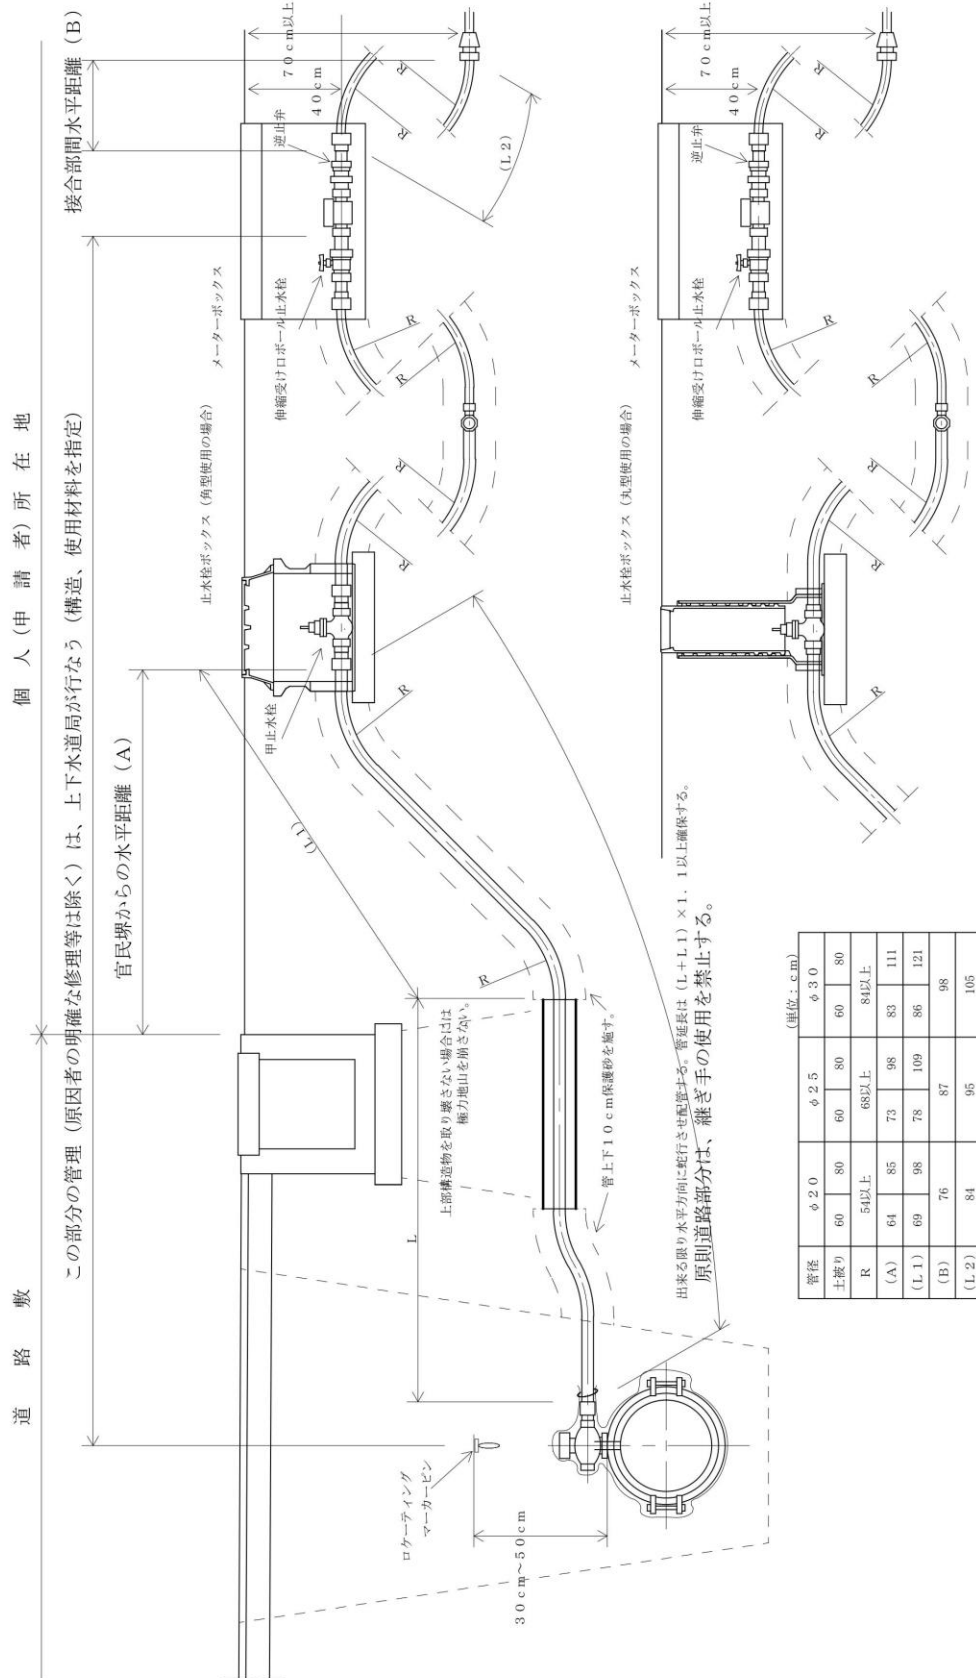 道 路 敷
個 人 (申 請 者) 所 在 地
この部分の管理 (原因者の明確な修理等は除く) は、上下水道局が行なう (構造、使用材料を指定)
接合部間水平距離 (B)
官民堺からの水平距離 (A)
止水栓ボックス (角型使用の場合)
メーターボックス
70cm以上
40cm
逆止弁
伸縮受け口ボール止水栓
甲止水栓
(L1)
(L2)
R
R
R
R
R
R
R
R
上部構造物を取り壊さない場合には
極力地山を崩さない。
L
ロケーティング
マーカーピン
30cm~50cm
管上下10cm保護砂を施す。
出来る限り水平方向に蛇行させ配管する。管延長は (L+L1) ×1.1以上確保する。
原則道路部分は、継ぎ手の使用を禁止する。
止水栓ボックス (丸型使用の場合)
メーターボックス
70cm以上
40cm
逆止弁
伸縮受け口ボール止水栓
R
R
R
R
R
R
(単位:cm)
管径 φ20 φ25 φ30
土被り 60 80 60 80 60 80
R 54以上 68以上 84以上
(A) 64 85 73 98 83 111
(L1) 69 98 78 109 86 121
(B) 76 87 98
(L2) 84 95 105